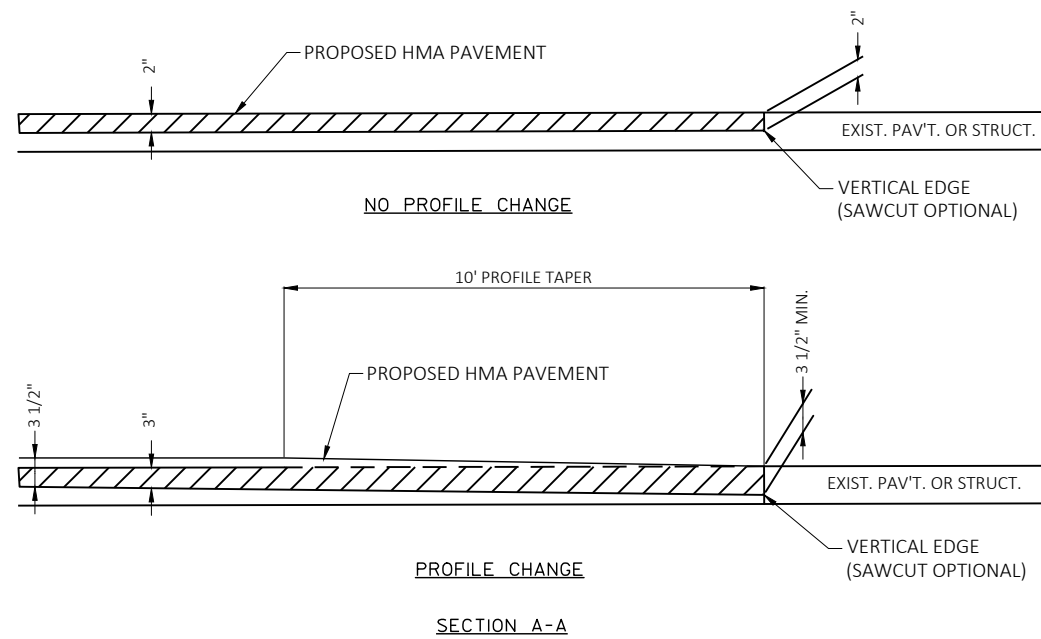 2"
PROPOSED HMA PAVEMENT
2"
EXIST. PAV'T. OR STRUCT.
VERTICAL EDGE
(SAWCUT OPTIONAL)
NO PROFILE CHANGE
10' PROFILE TAPER
3 1/2" MIN.
PROPOSED HMA PAVEMENT
3 1/2"
3"
EXIST. PAV'T. OR STRUCT.
VERTICAL EDGE
(SAWCUT OPTIONAL)
PROFILE CHANGE
SECTION A-A